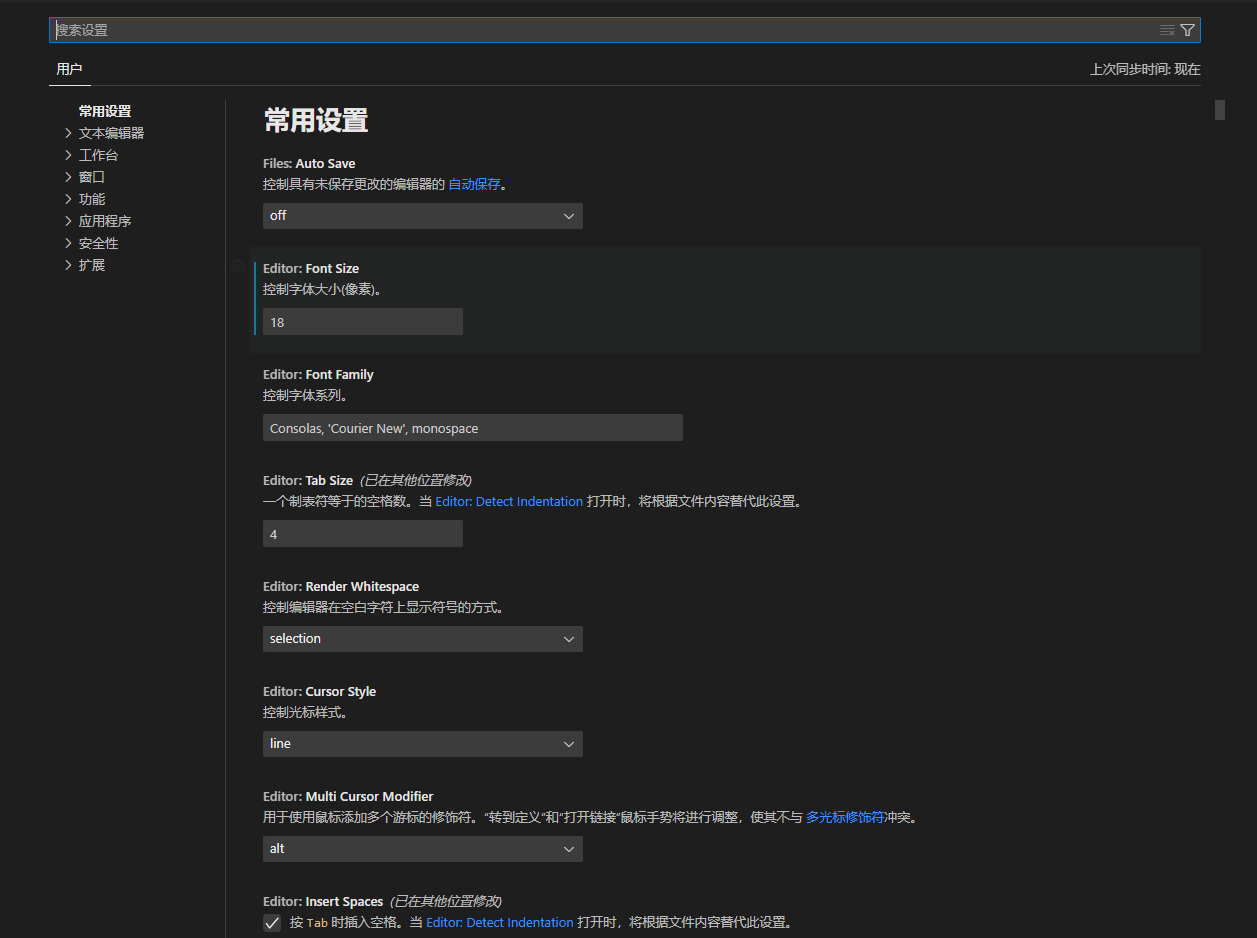 搜索设置
用户
上次同步时间: 现在
常用设置
文本编辑器
工作台
窗口
功能
应用程序
安全性
扩展
常用设置
Files: Auto Save
控制具有未保存更改的编辑器的 自动保存。
off
Editor: Font Size
控制字体大小(像素)。
18
Editor: Font Family
控制字体系列。
Consolas, 'Courier New', monospace
Editor: Tab Size (已在其他位置修改)
一个制表符等于的空格数。当 Editor: Detect Indentation 打开时，将根据文件内容替代此设置。
4
Editor: Render Whitespace
控制编辑器在空白字符上显示符号的方式。
selection
Editor: Cursor Style
控制光标样式。
line
Editor: Multi Cursor Modifier
用于使用鼠标添加多个游标的修饰符。“转到定义”和“打开链接”鼠标手势将进行调整，使其不与 多光标修饰符冲突。
alt
Editor: Insert Spaces (已在其他位置修改)
按 Tab 时插入空格。当 Editor: Detect Indentation 打开时，将根据文件内容替代此设置。